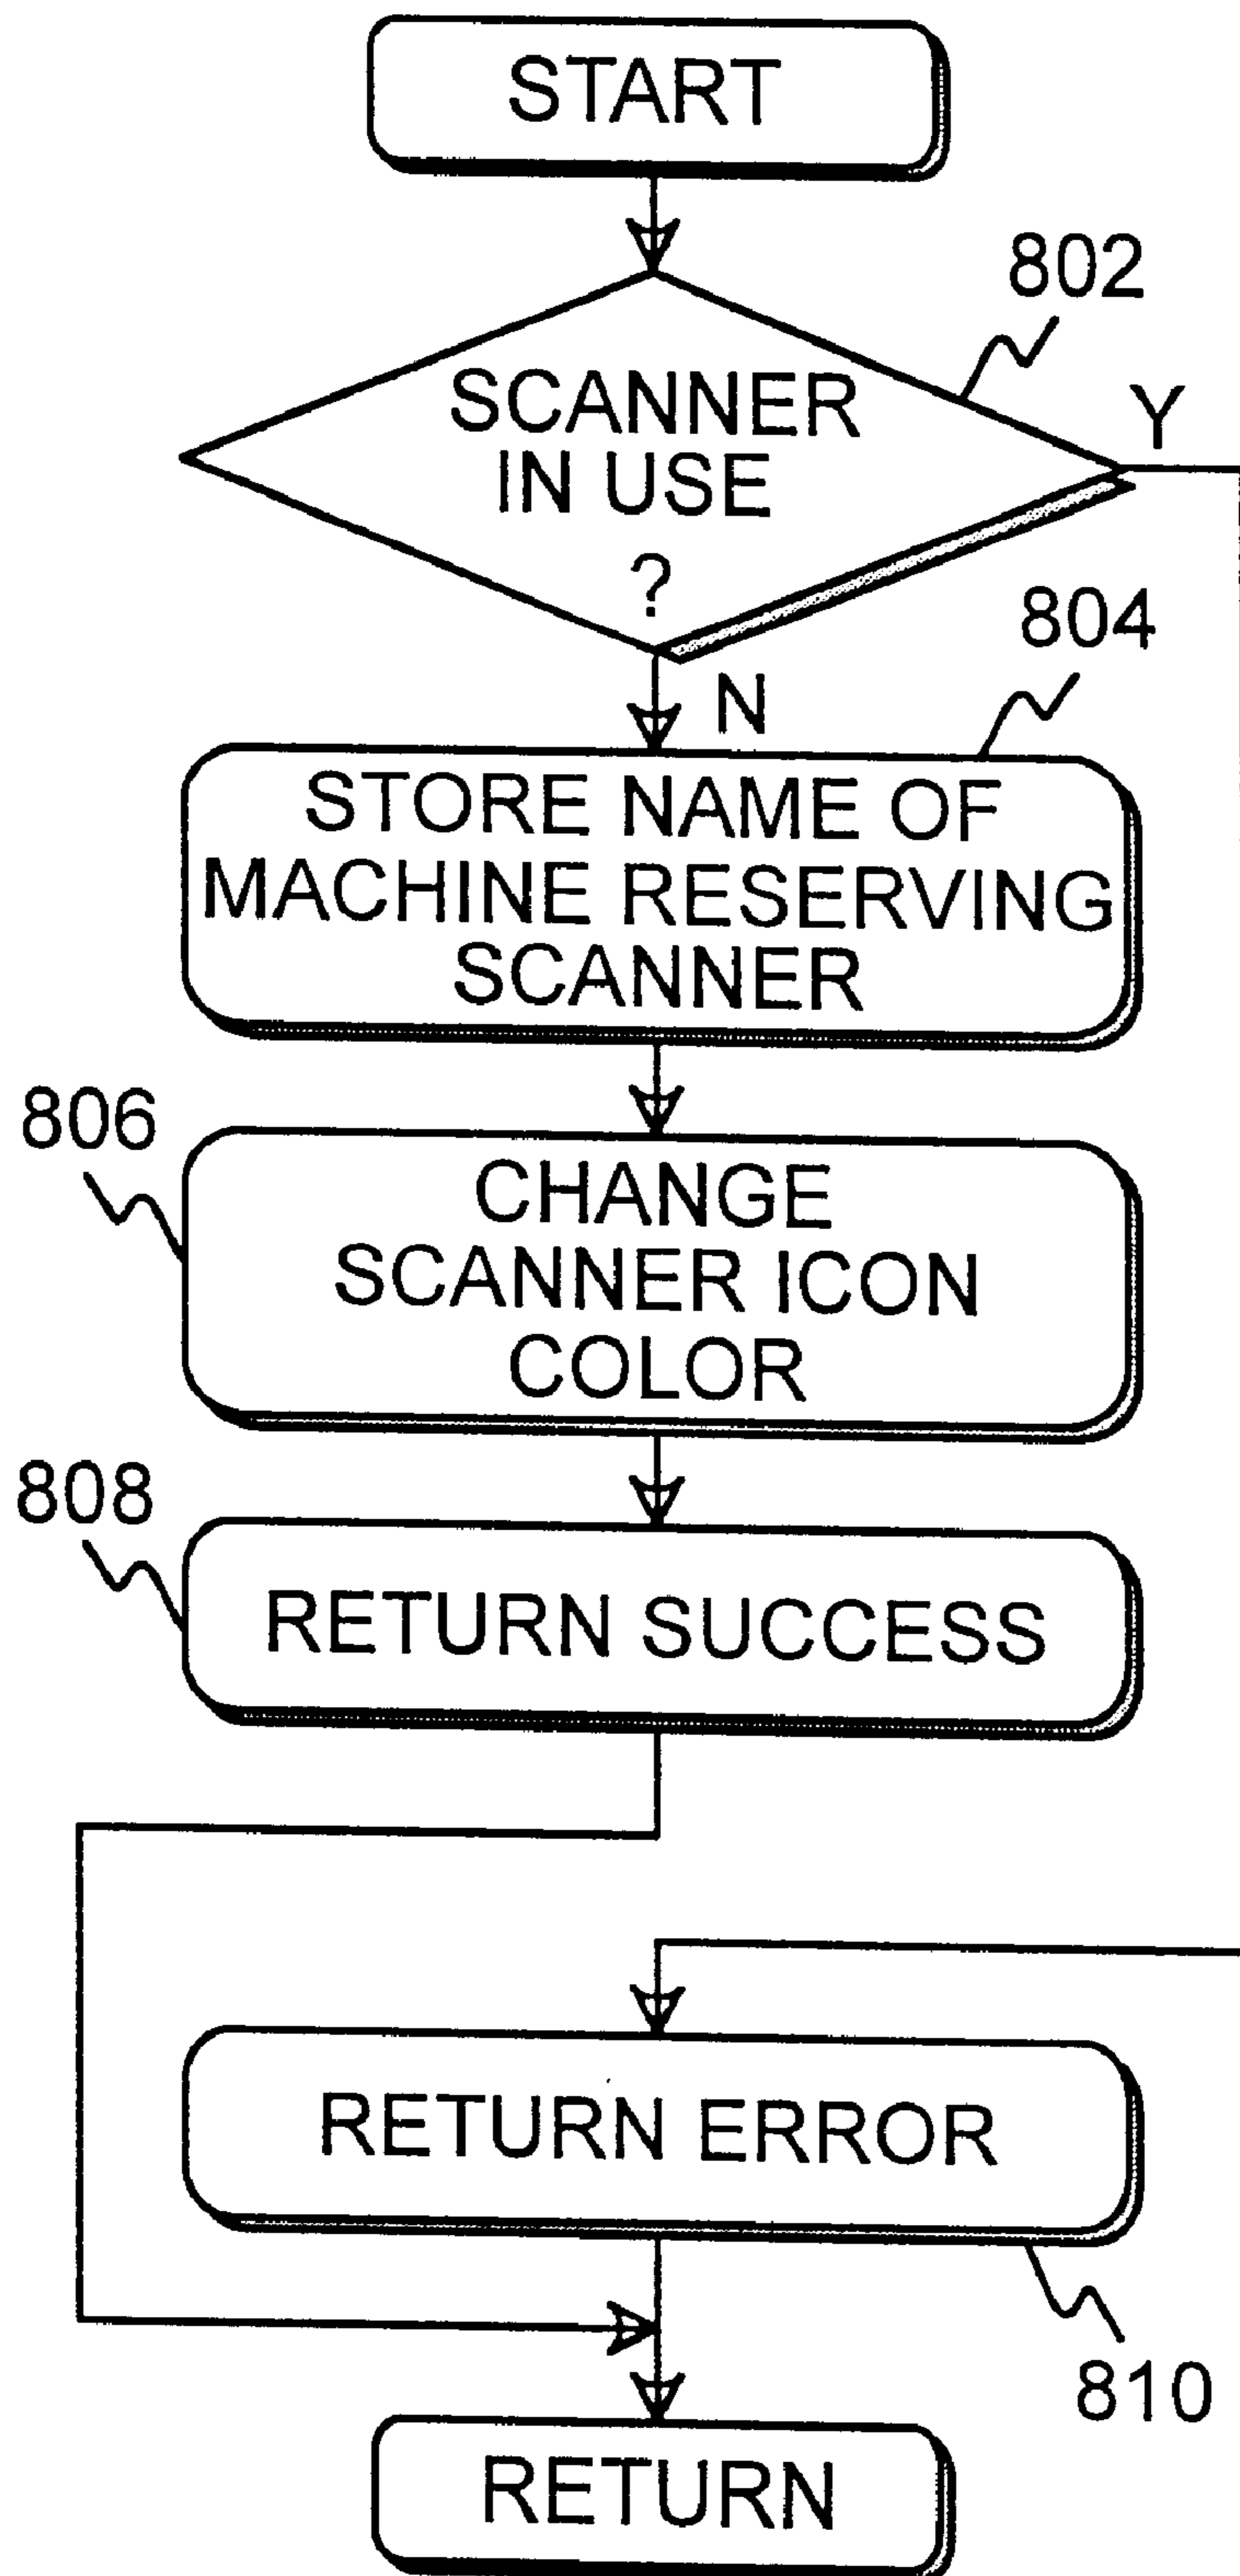 START
802
SCANNER
IN USE
?
Y
N
804
STORE NAME OF
MACHINE RESERVING
SCANNER
806
CHANGE
SCANNER ICON
COLOR
808
RETURN SUCCESS
RETURN ERROR
810
RETURN